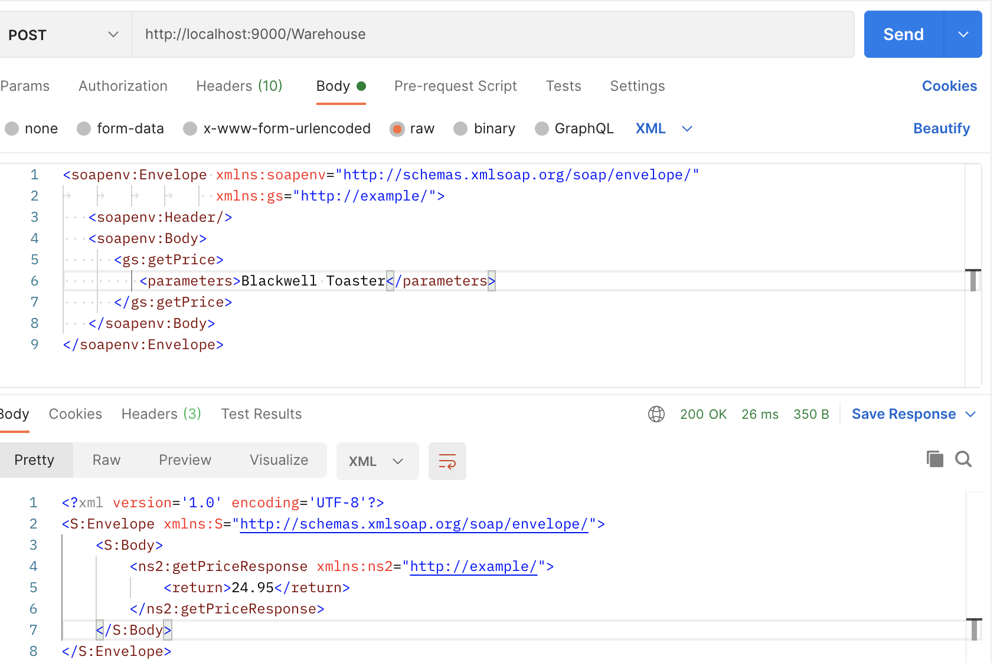 POST http://localhost:9000/Warehouse Send
Params Authorization Headers (10) Body Pre-request Script Tests Settings Cookies
none form-data x-www-form-urlencoded raw binary GraphQL XML Beautify
1 <soapenv:Envelope xmlns:soapenv="http://schemas.xmlsoap.org/soap/envelope/"
2 xmlns:gs="http://example/">
3 <soapenv:Header/>
4 <soapenv:Body>
5 <gs:getPrice>
6 <parameters>Blackwell Toaster</parameters>
7 </gs:getPrice>
8 </soapenv:Body>
9 </soapenv:Envelope>
Body Cookies Headers (3) Test Results 200 OK 26 ms 350 B Save Response
Pretty Raw Preview Visualize XML
1 <?xml version='1.0' encoding='UTF-8'?>
2 <S:Envelope xmlns:S="http://schemas.xmlsoap.org/soap/envelope/">
3 <S:Body>
4 <ns2:getPriceResponse xmlns:ns2="http://example/">
5 <return>24.95</return>
6 </ns2:getPriceResponse>
7 </S:Body>
8 </S:Envelope>